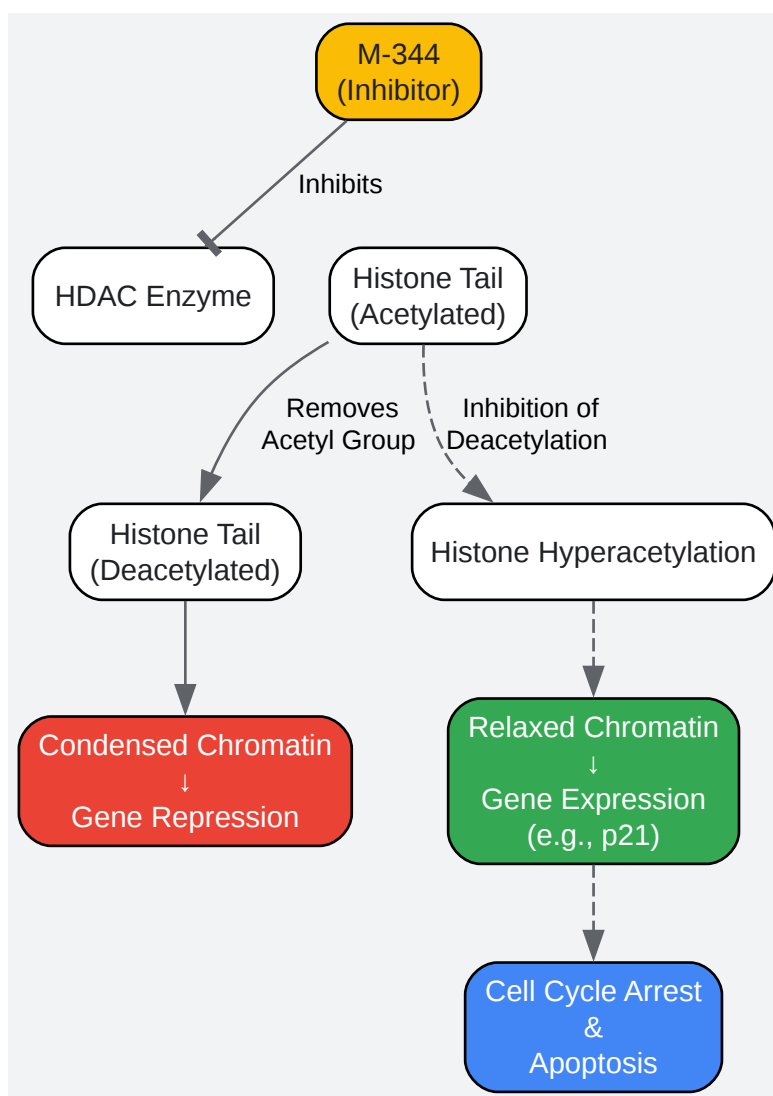 M-344
(Inhibitor)
Inhibits
HDAC Enzyme
Histone Tail
(Acetylated)
Removes
Acetyl Group
Inhibition of
Deacetylation
Histone Tail
(Deacetylated)
Histone Hyperacetylation
Condensed Chromatin
↓
Gene Repression
Relaxed Chromatin
↓
Gene Expression
(e.g., p21)
Cell Cycle Arrest
&
Apoptosis